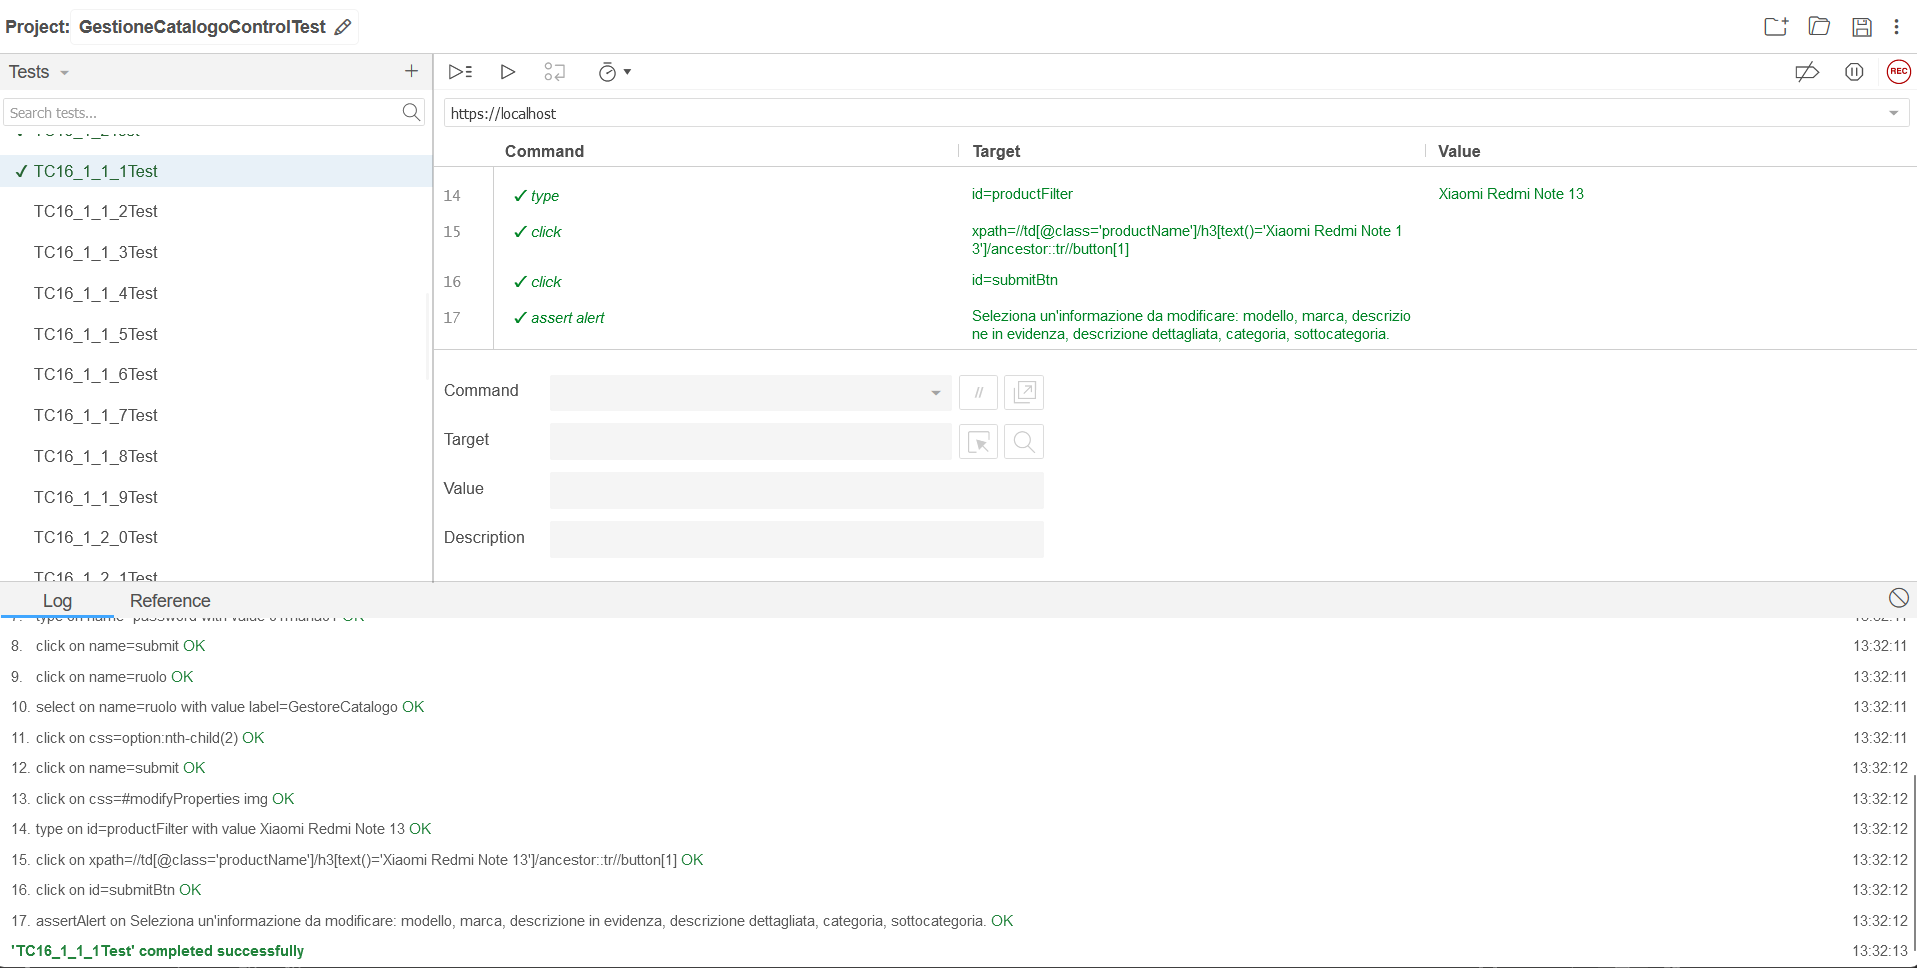 Project: GestioneCatalogoControlTest
Tests
Search tests...
TC16_1_1_1Test
TC16_1_1_2Test
TC16_1_1_3Test
TC16_1_1_4Test
TC16_1_1_5Test
TC16_1_1_6Test
TC16_1_1_7Test
TC16_1_1_8Test
TC16_1_1_9Test
TC16_1_2_0Test
TC16_1_2_1Test
REC
https://localhost
Command Target Value
14 type id=productFilter Xiaomi Redmi Note 13
15 click xpath=//td[@class='productName']/h3[text()='Xiaomi Redmi Note 1
3']/ancestor::tr//button[1]
16 click id=submitBtn
17 assert alert Seleziona un'informazione da modificare: modello, marca, descrizio
ne in evidenza, descrizione dettagliata, categoria, sottocategoria.
Command
//
Target
Value
Description
Log Reference
8. click on name=submit OK 13:32:11
9. click on name=ruolo OK 13:32:11
10. select on name=ruolo with value label=GestoreCatalogo OK 13:32:11
11. click on css=option:nth-child(2) OK 13:32:11
12. click on name=submit OK 13:32:12
13. click on css=#modifyProperties img OK 13:32:12
14. type on id=productFilter with value Xiaomi Redmi Note 13 OK 13:32:12
15. click on xpath=//td[@class='productName']/h3[text()='Xiaomi Redmi Note 13']/ancestor::tr//button[1] OK 13:32:12
16. click on id=submitBtn OK 13:32:12
17. assertAlert on Seleziona un'informazione da modificare: modello, marca, descrizione in evidenza, descrizione dettagliata, categoria, sottocategoria. OK 13:32:12
'TC16_1_1_1Test' completed successfully 13:32:13